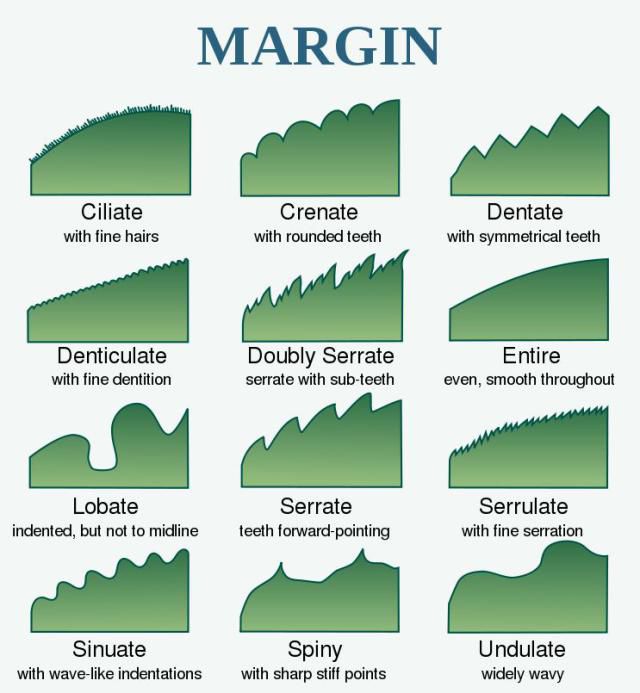 MARGIN
Ciliate
with fine hairs
Crenate
with rounded teeth
Dentate
with symmetrical teeth
Denticulate
with fine dentition
Doubly Serrate
serrate with sub-teeth
Entire
even, smooth throughout
Lobate
indented, but not to midline
Serrate
teeth forward-pointing
Serrulate
with fine serration
Sinuate
with wave-like indentations
Spiny
with sharp stiff points
Undulate
widely wavy